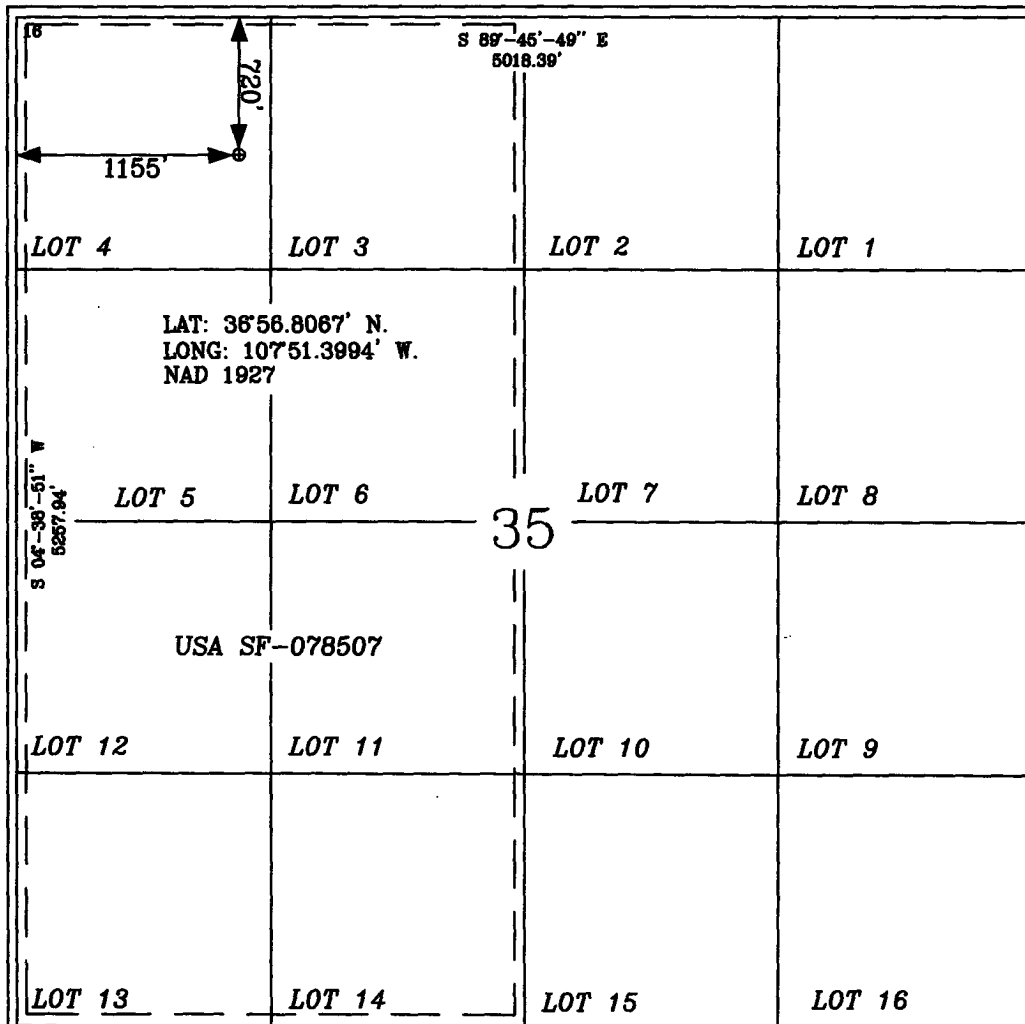 16
S 89°-45'-49" E
5018.39'
720'
1155'
LOT 4
LOT 3
LOT 2
LOT 1
LAT: 36°56.8067' N.
LONG: 107°51.3994' W.
NAD 1927
S 04°-38'-51" W
5257.94'
LOT 5
LOT 6
LOT 7
LOT 8
35
USA SF-078507
LOT 12
LOT 11
LOT 10
LOT 9
LOT 13
LOT 14
LOT 15
LOT 16